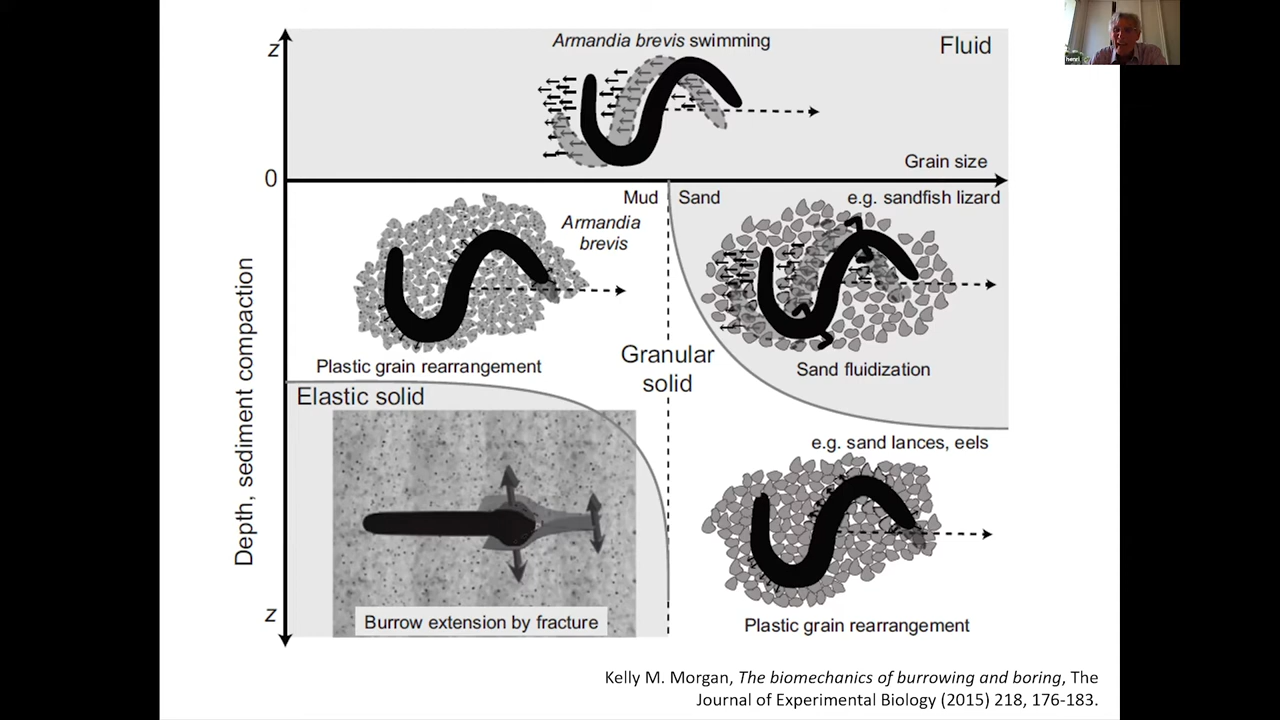 z
Armandia brevis swimming
Fluid
Grain size
0
Mud
Sand
e.g. sandfish lizard
Armandia
brevis
Plastic grain rearrangement
Granular
solid
Sand fluidization
Elastic solid
Depth, sediment compaction
e.g. sand lances, eels
z
Burrow extension by fracture
Plastic grain rearrangement
Kelly M. Morgan, The biomechanics of burrowing and boring, The
Journal of Experimental Biology (2015) 218, 176-183.
henri